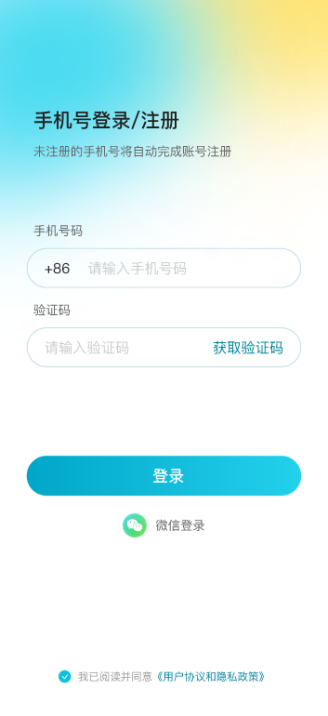 手机号登录/注册
未注册的手机号将自动完成账号注册
手机号码
+86 请输入手机号码
验证码
请输入验证码 获取验证码
登录
微信登录
我已阅读并同意《用户协议和隐私政策》